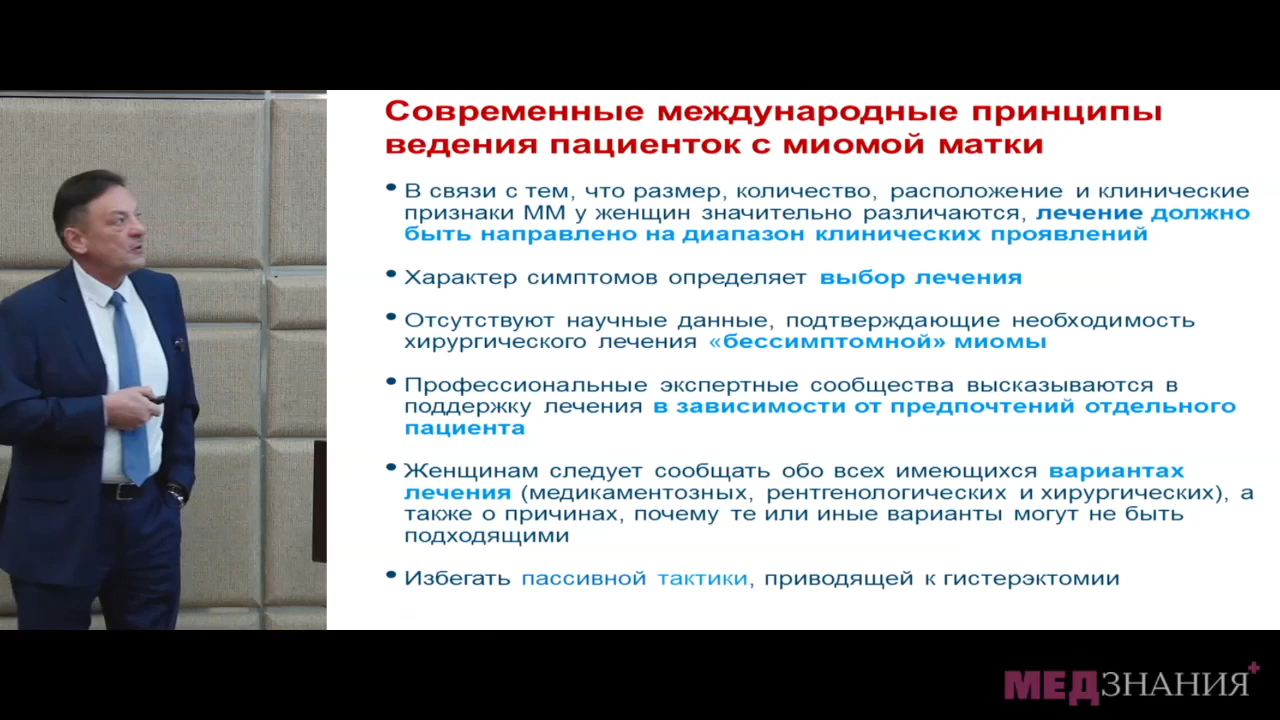 Современные международные принципы
ведения пациенток с миомой матки
• В связи с тем, что размер, количество, расположение и клинические
признаки ММ у женщин значительно различаются, лечение должно
быть направлено на диапазон клинических проявлений
• Характер симптомов определяет выбор лечения
• Отсутствуют научные данные, подтверждающие необходимость
хирургического лечения «бессимптомной» миомы
• Профессиональные экспертные сообщества высказываются в
поддержку лечения в зависимости от предпочтений отдельного
пациента
• Женщинам следует сообщать обо всех имеющихся вариантах
лечения (медикаментозных, рентгенологических и хирургических), а
также о причинах, почему те или иные варианты могут не быть
подходящими
• Избегать пассивной тактики, приводящей к гистерэктомии
МЕДЗНАНИЯ+